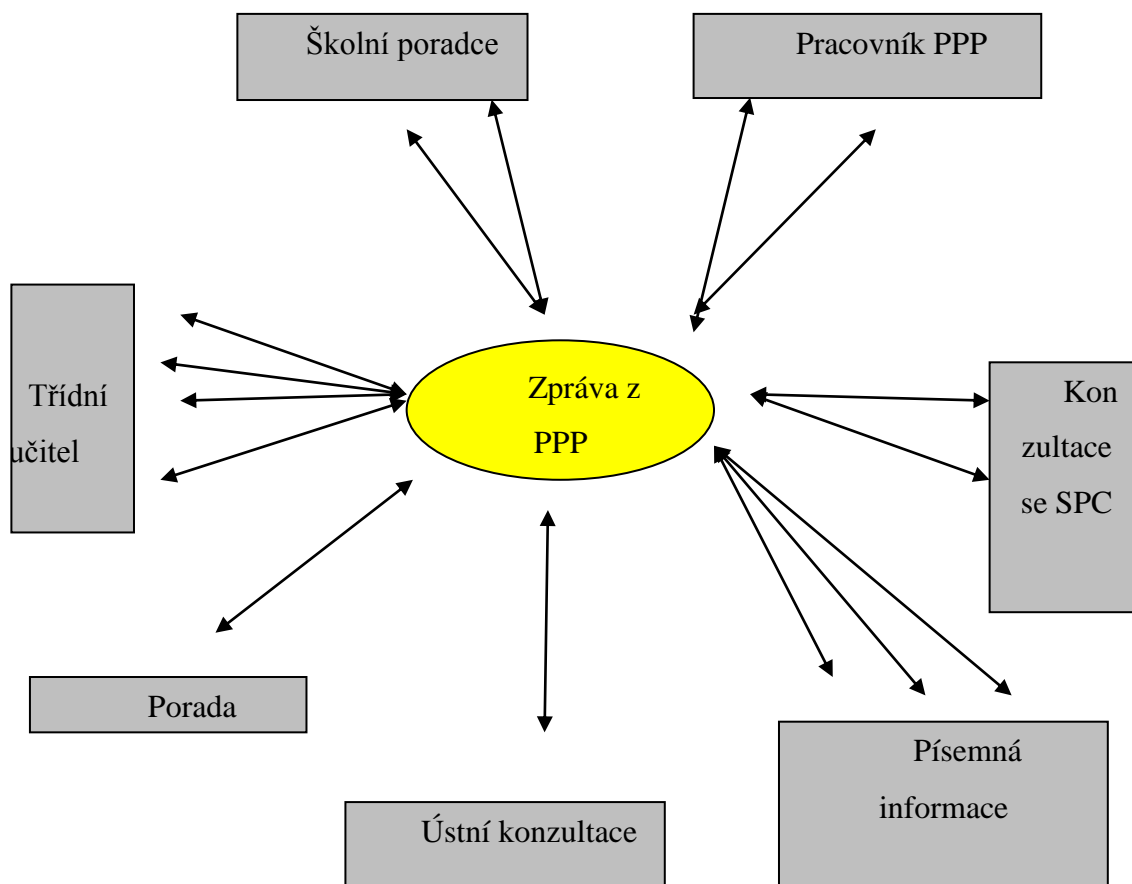 Školní poradce
Pracovník PPP
Třídní
učitel
Zpráva z
PPP
Kon
zultace
se SPC
Porada
Ústní konzultace
Písemná
informace